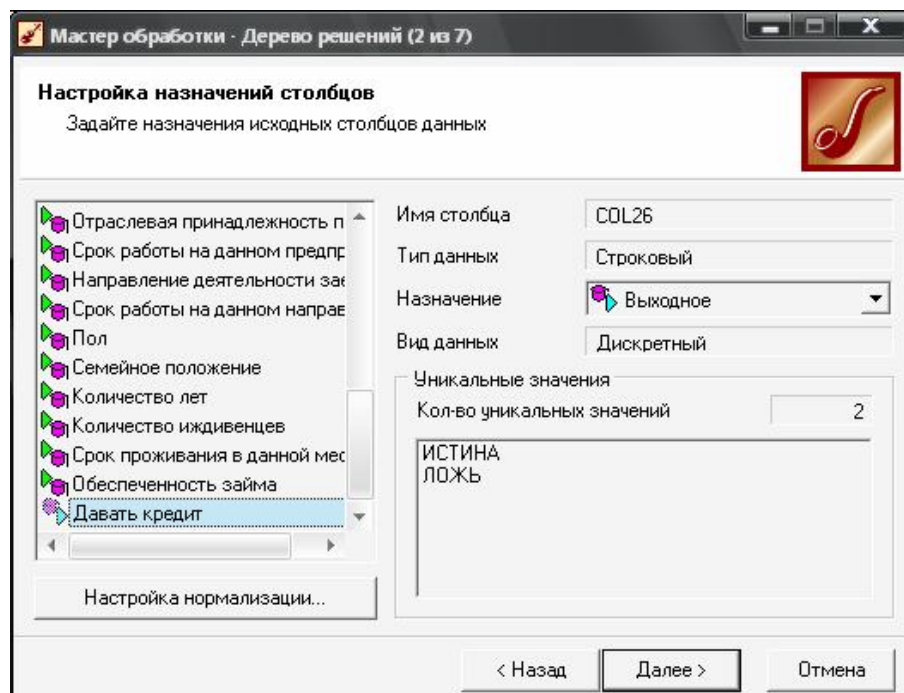 Мастер обработки - Дерево решений (2 из 7)
Настройка назначений столбцов
Задайте назначения исходных столбцов данных
Отраслевая принадлежность п
Срок работы на данном предпр
Направление деятельности зае
Срок работы на данном направ
Пол
Семейное положение
Количество лет
Количество иждивенцев
Срок проживания в данной мес
Обеспеченность займа
Давать кредит
Настройка нормализации...
Имя столбца COL26
Тип данных Строковый
Назначение Выходное
Вид данных Дискретный
Уникальные значения
Кол-во уникальных значений 2
ИСТИНА
ЛОЖЬ
< Назад Далее > Отмена